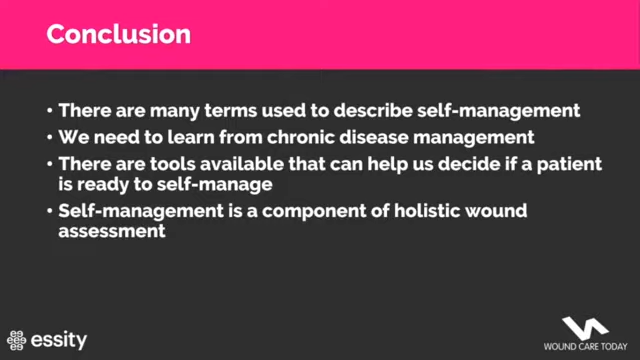 Conclusion
• There are many terms used to describe self-management
• We need to learn from chronic disease management
• There are tools available that can help us decide if a patient
is ready to self-manage
• Self-management is a component of holistic wound
assessment
essity
WOUND CARE TODAY